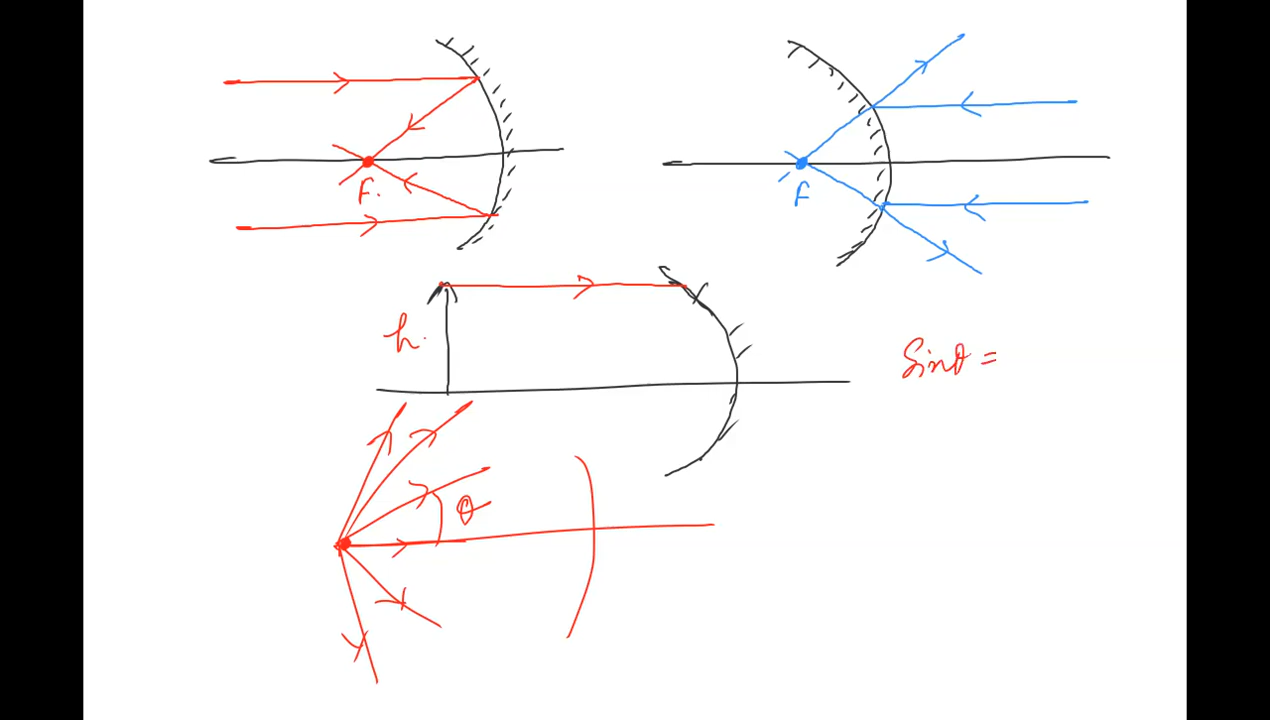 F.
F
h.
Sinθ =
θ